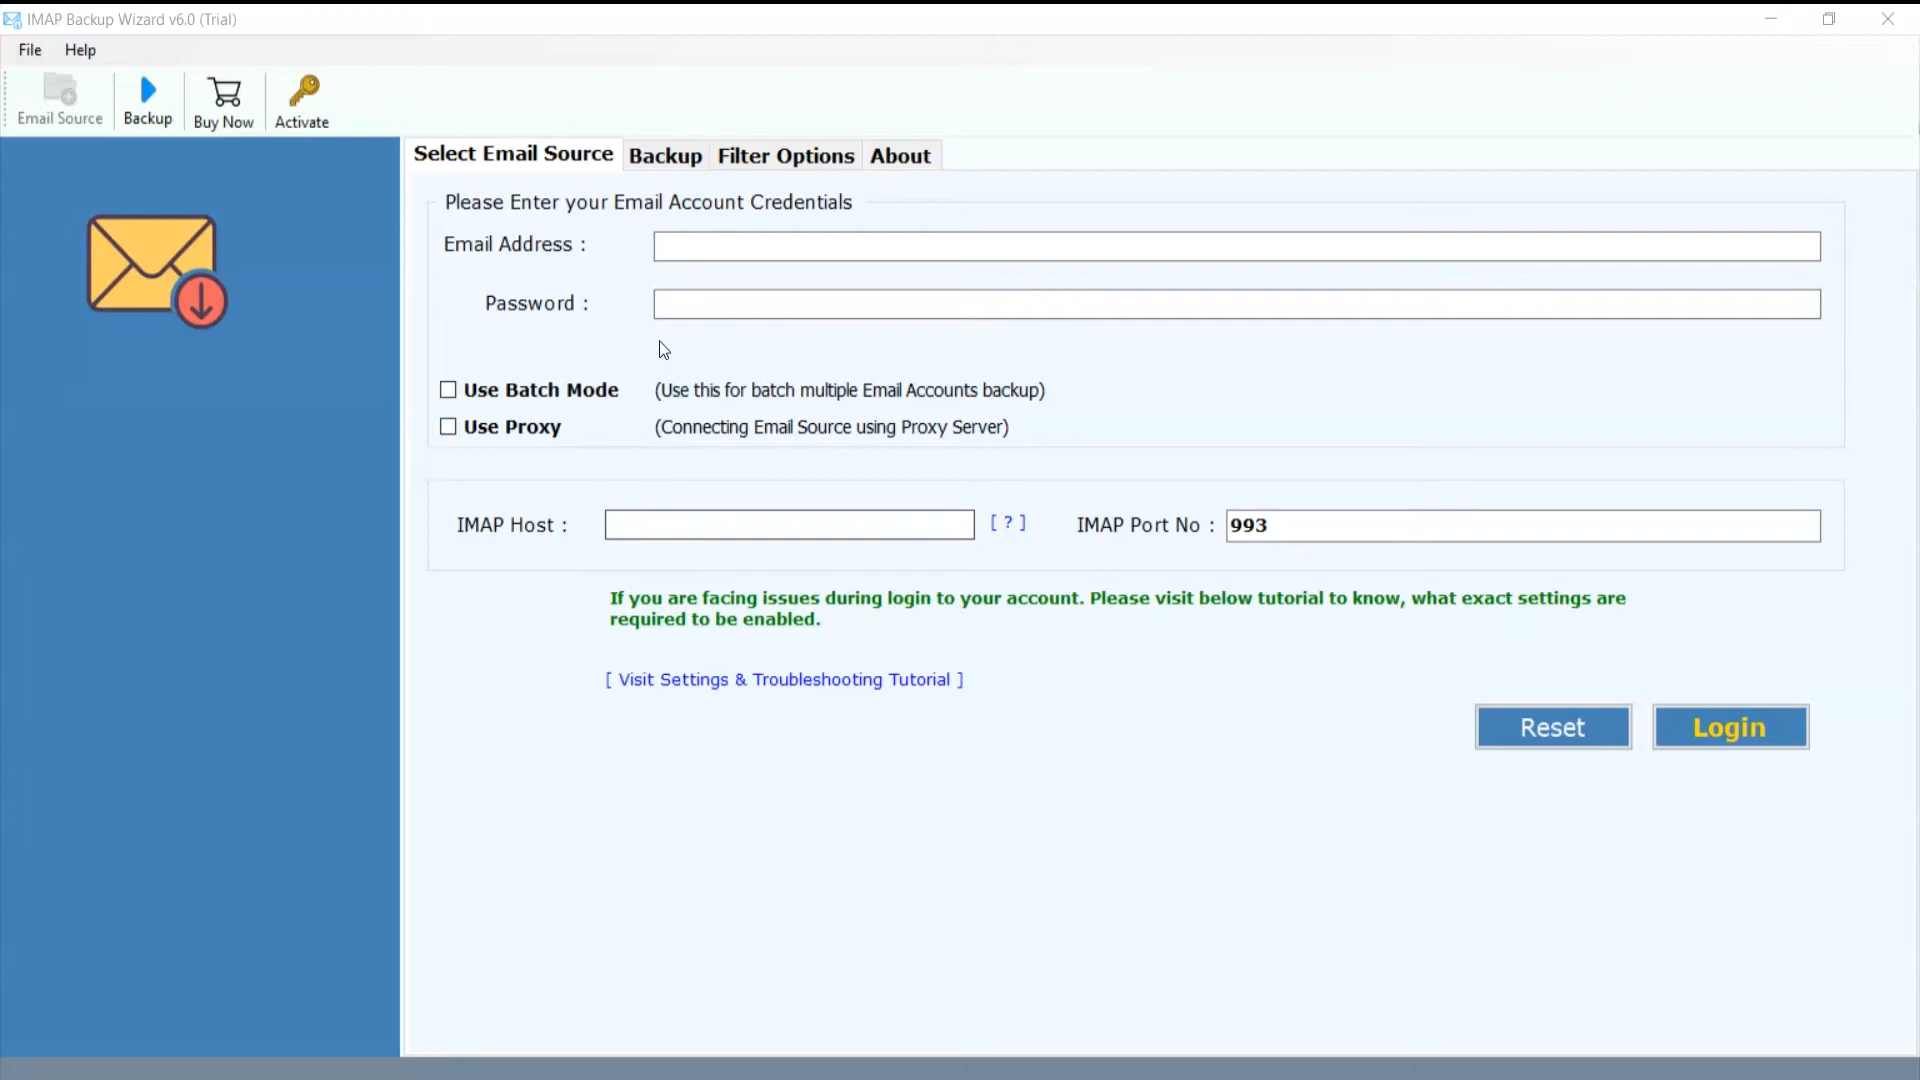 IMAP Backup Wizard v6.0 (Trial)
File Help
Email Source Backup Buy Now Activate
Select Email Source Backup Filter Options About
Please Enter your Email Account Credentials
Email Address :
Password :
Use Batch Mode (Use this for batch multiple Email Accounts backup)
Use Proxy (Connecting Email Source using Proxy Server)
IMAP Host : [ ? ] IMAP Port No : 993
If you are facing issues during login to your account. Please visit below tutorial to know, what exact settings are
required to be enabled.
[ Visit Settings & Troubleshooting Tutorial ]
Reset Login